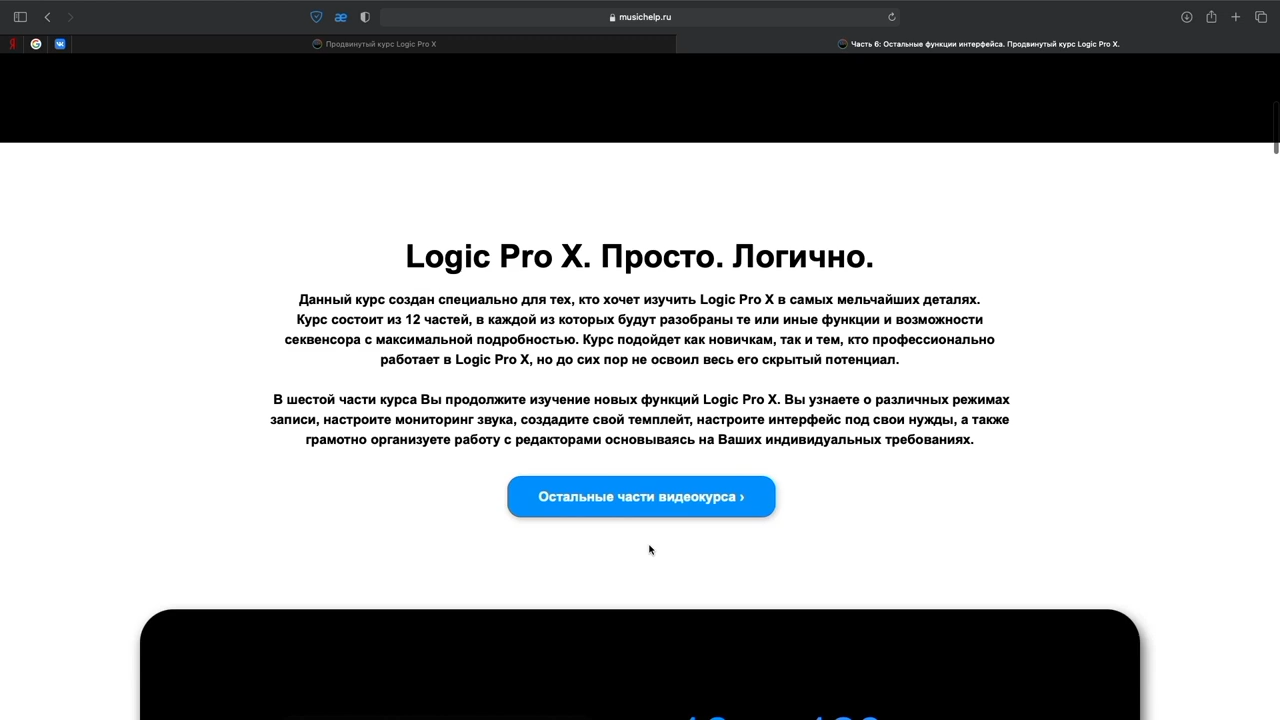 musichelp.ru
Продвинутый курс Logic Pro X
Часть 6: Остальные функции интерфейса. Продвинутый курс Logic Pro X.
Logic Pro X. Просто. Логично.
Данный курс создан специально для тех, кто хочет изучить Logic Pro X в самых мельчайших деталях.
Курс состоит из 12 частей, в каждой из которых будут разобраны те или иные функции и возможности
секвенсора с максимальной подробностью. Курс подойдет как новичкам, так и тем, кто профессионально
работает в Logic Pro X, но до сих пор не освоил весь его скрытый потенциал.
В шестой части курса Вы продолжите изучение новых функций Logic Pro X. Вы узнаете о различных режимах
записи, настроите мониторинг звука, создадите свой темплейт, настроите интерфейс под свои нужды, а также
грамотно организуете работу с редакторами основываясь на Ваших индивидуальных требованиях.
Остальные части видеокурса ›